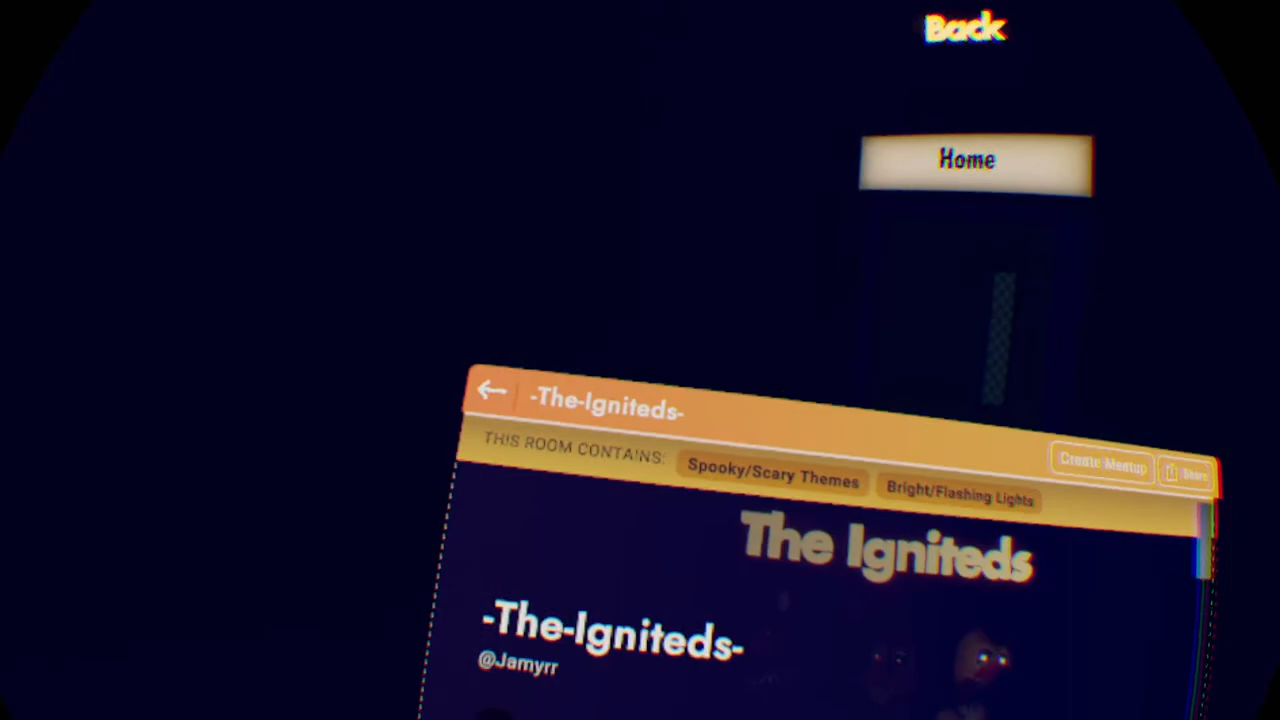 Back
Home
-The-Igniteds-
Create Meetup
Share
THIS ROOM CONTAINS:
Spooky/Scary Themes
Bright/Flashing Lights
The Igniteds
-The-Igniteds-
@Jamyrr